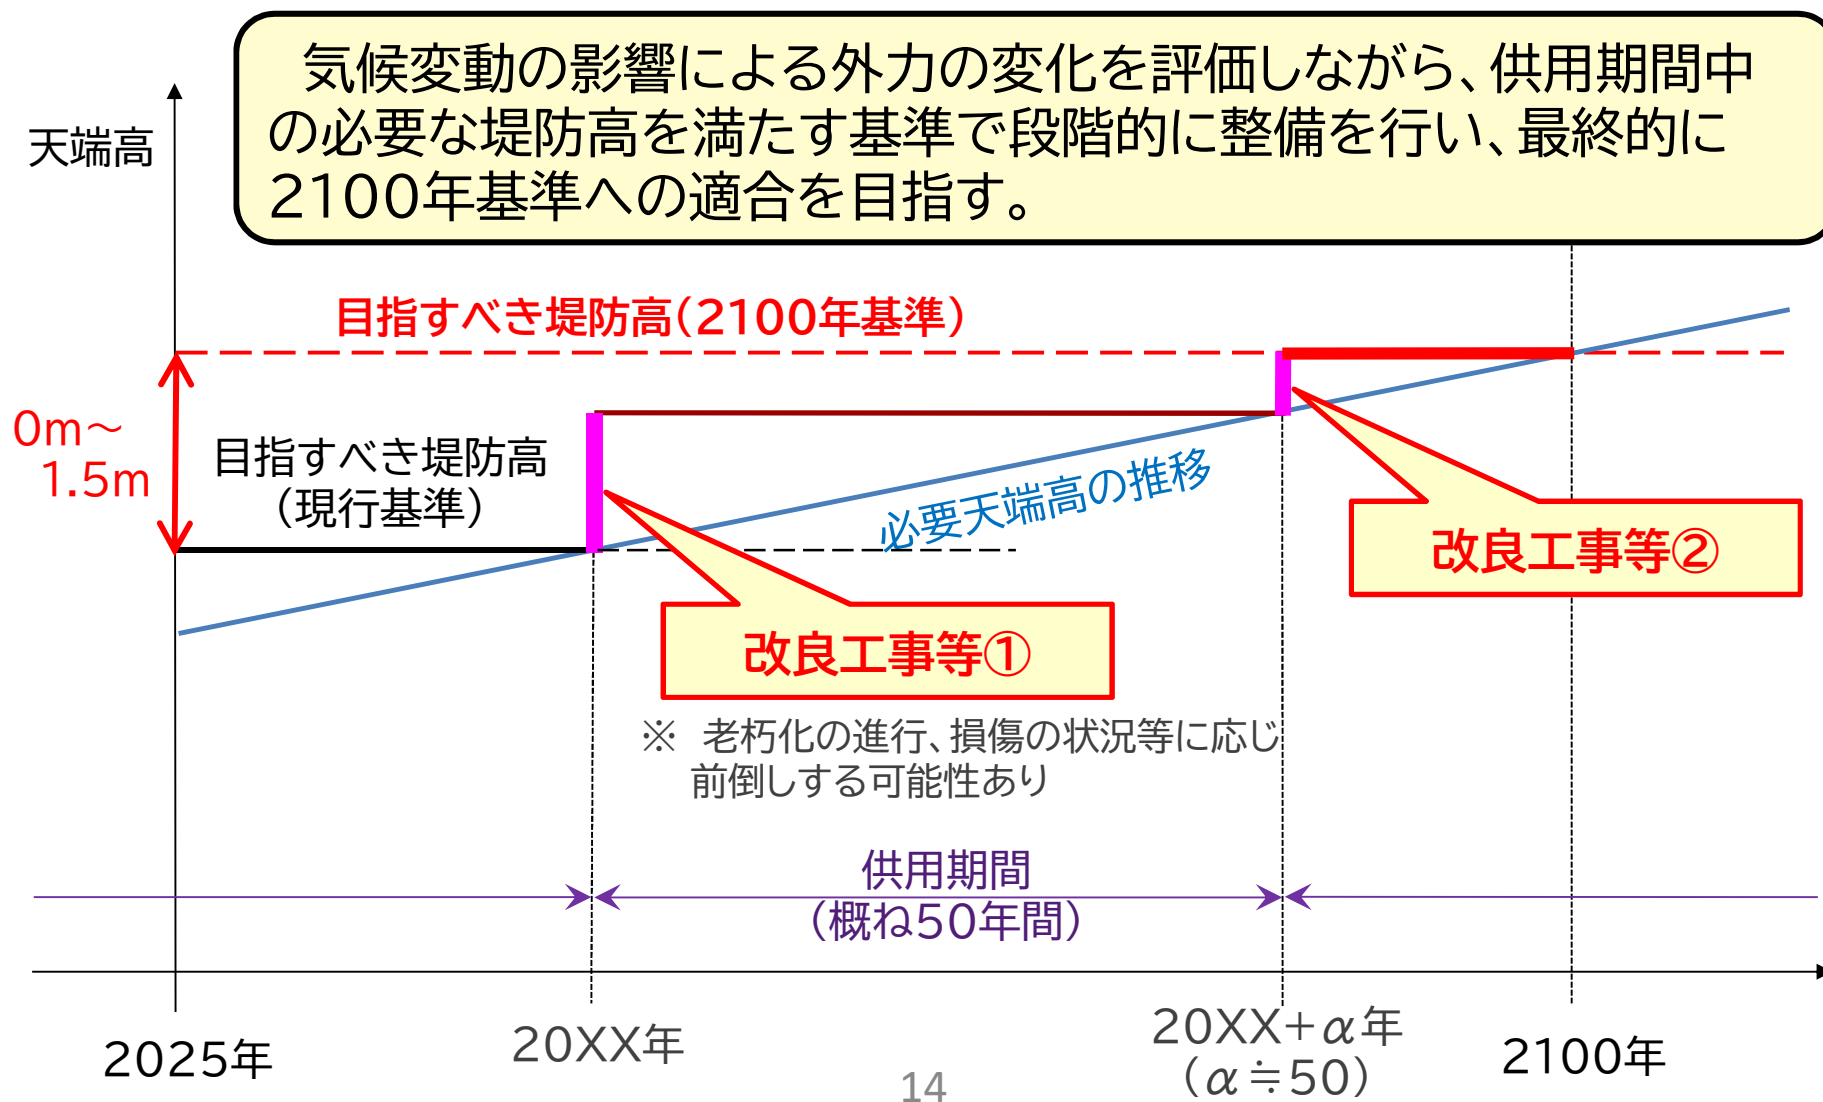 気候変動の影響による外力の変化を評価しながら、供用期間中
の必要な堤防高を満たす基準で段階的に整備を行い、最終的に
2100年基準への適合を目指す。
天端高
目指すべき堤防高(2100年基準)
0m～
1.5m
目指すべき堤防高
(現行基準)
必要天端高の推移
改良工事等②
改良工事等①
※ 老朽化の進行、損傷の状況等に応じ
前倒しする可能性あり
供用期間
(概ね50年間)
2025年
20XX年
20XX+α年
(α≒50)
2100年
14